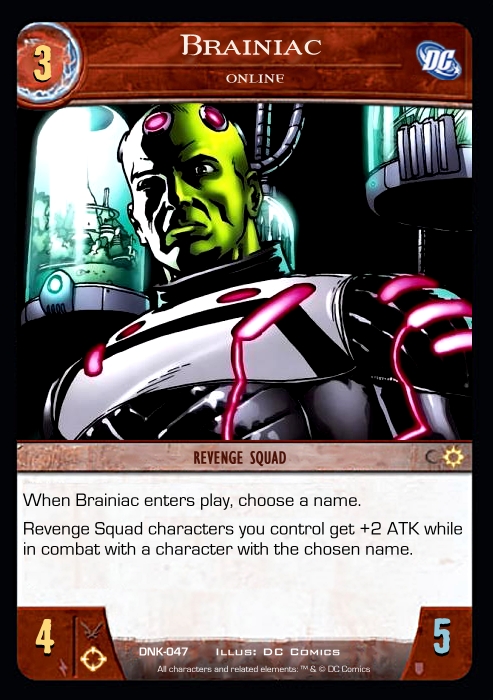 3
BRAINIAC
DC
ONLINE
REVENGE SQUAD
When Brainiac enters play, choose a name.
Revenge Squad characters you control get +2 ATK while
in combat with a character with the chosen name.
4
DNK-047 ILLUS: DC COMICS
All characters and related elements: ™ & © DC Comics
5